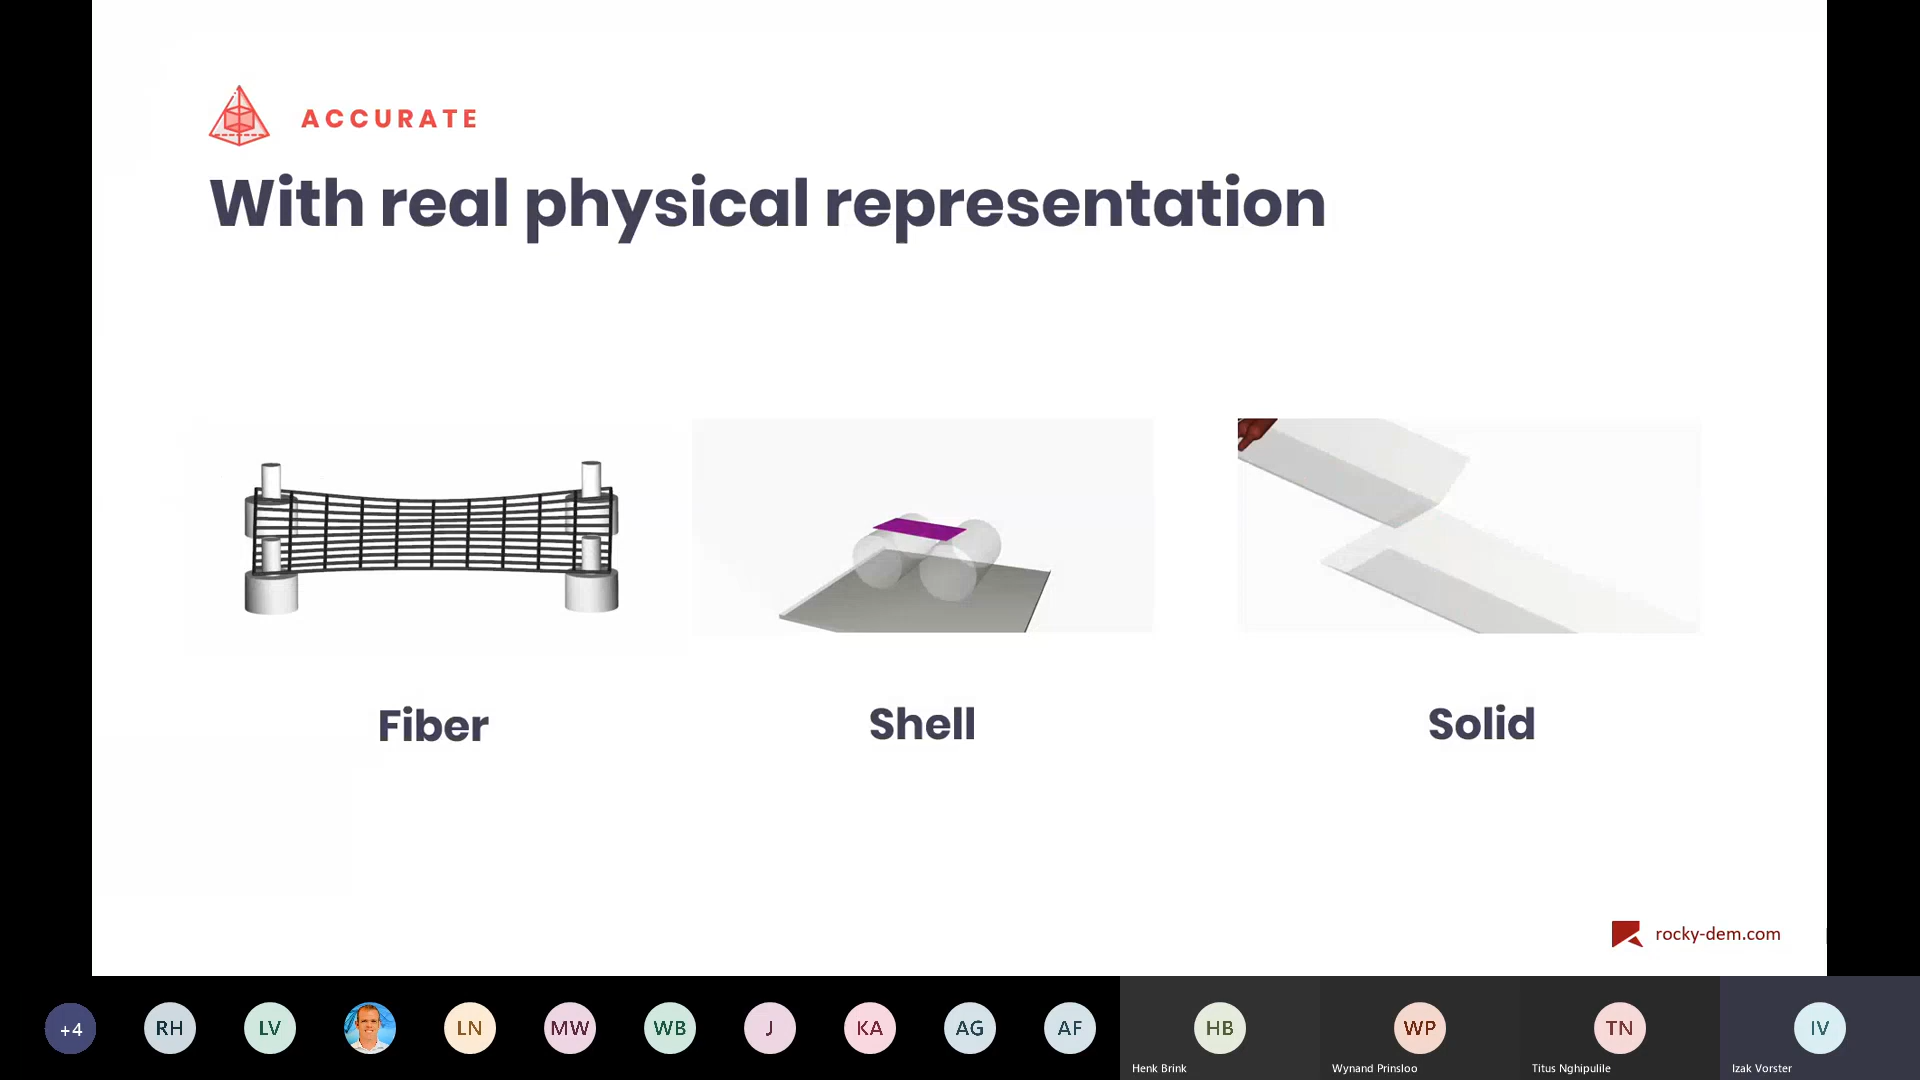 ACCURATE
With real physical representation
Fiber
Shell
Solid
rocky-dem.com
+4
RH
LV
LN
MW
WB
J
KA
AG
AF
HB
WP
TN
IV
Henk Brink
Wynand Prinsloo
Titus Nghipulile
Izak Vorster